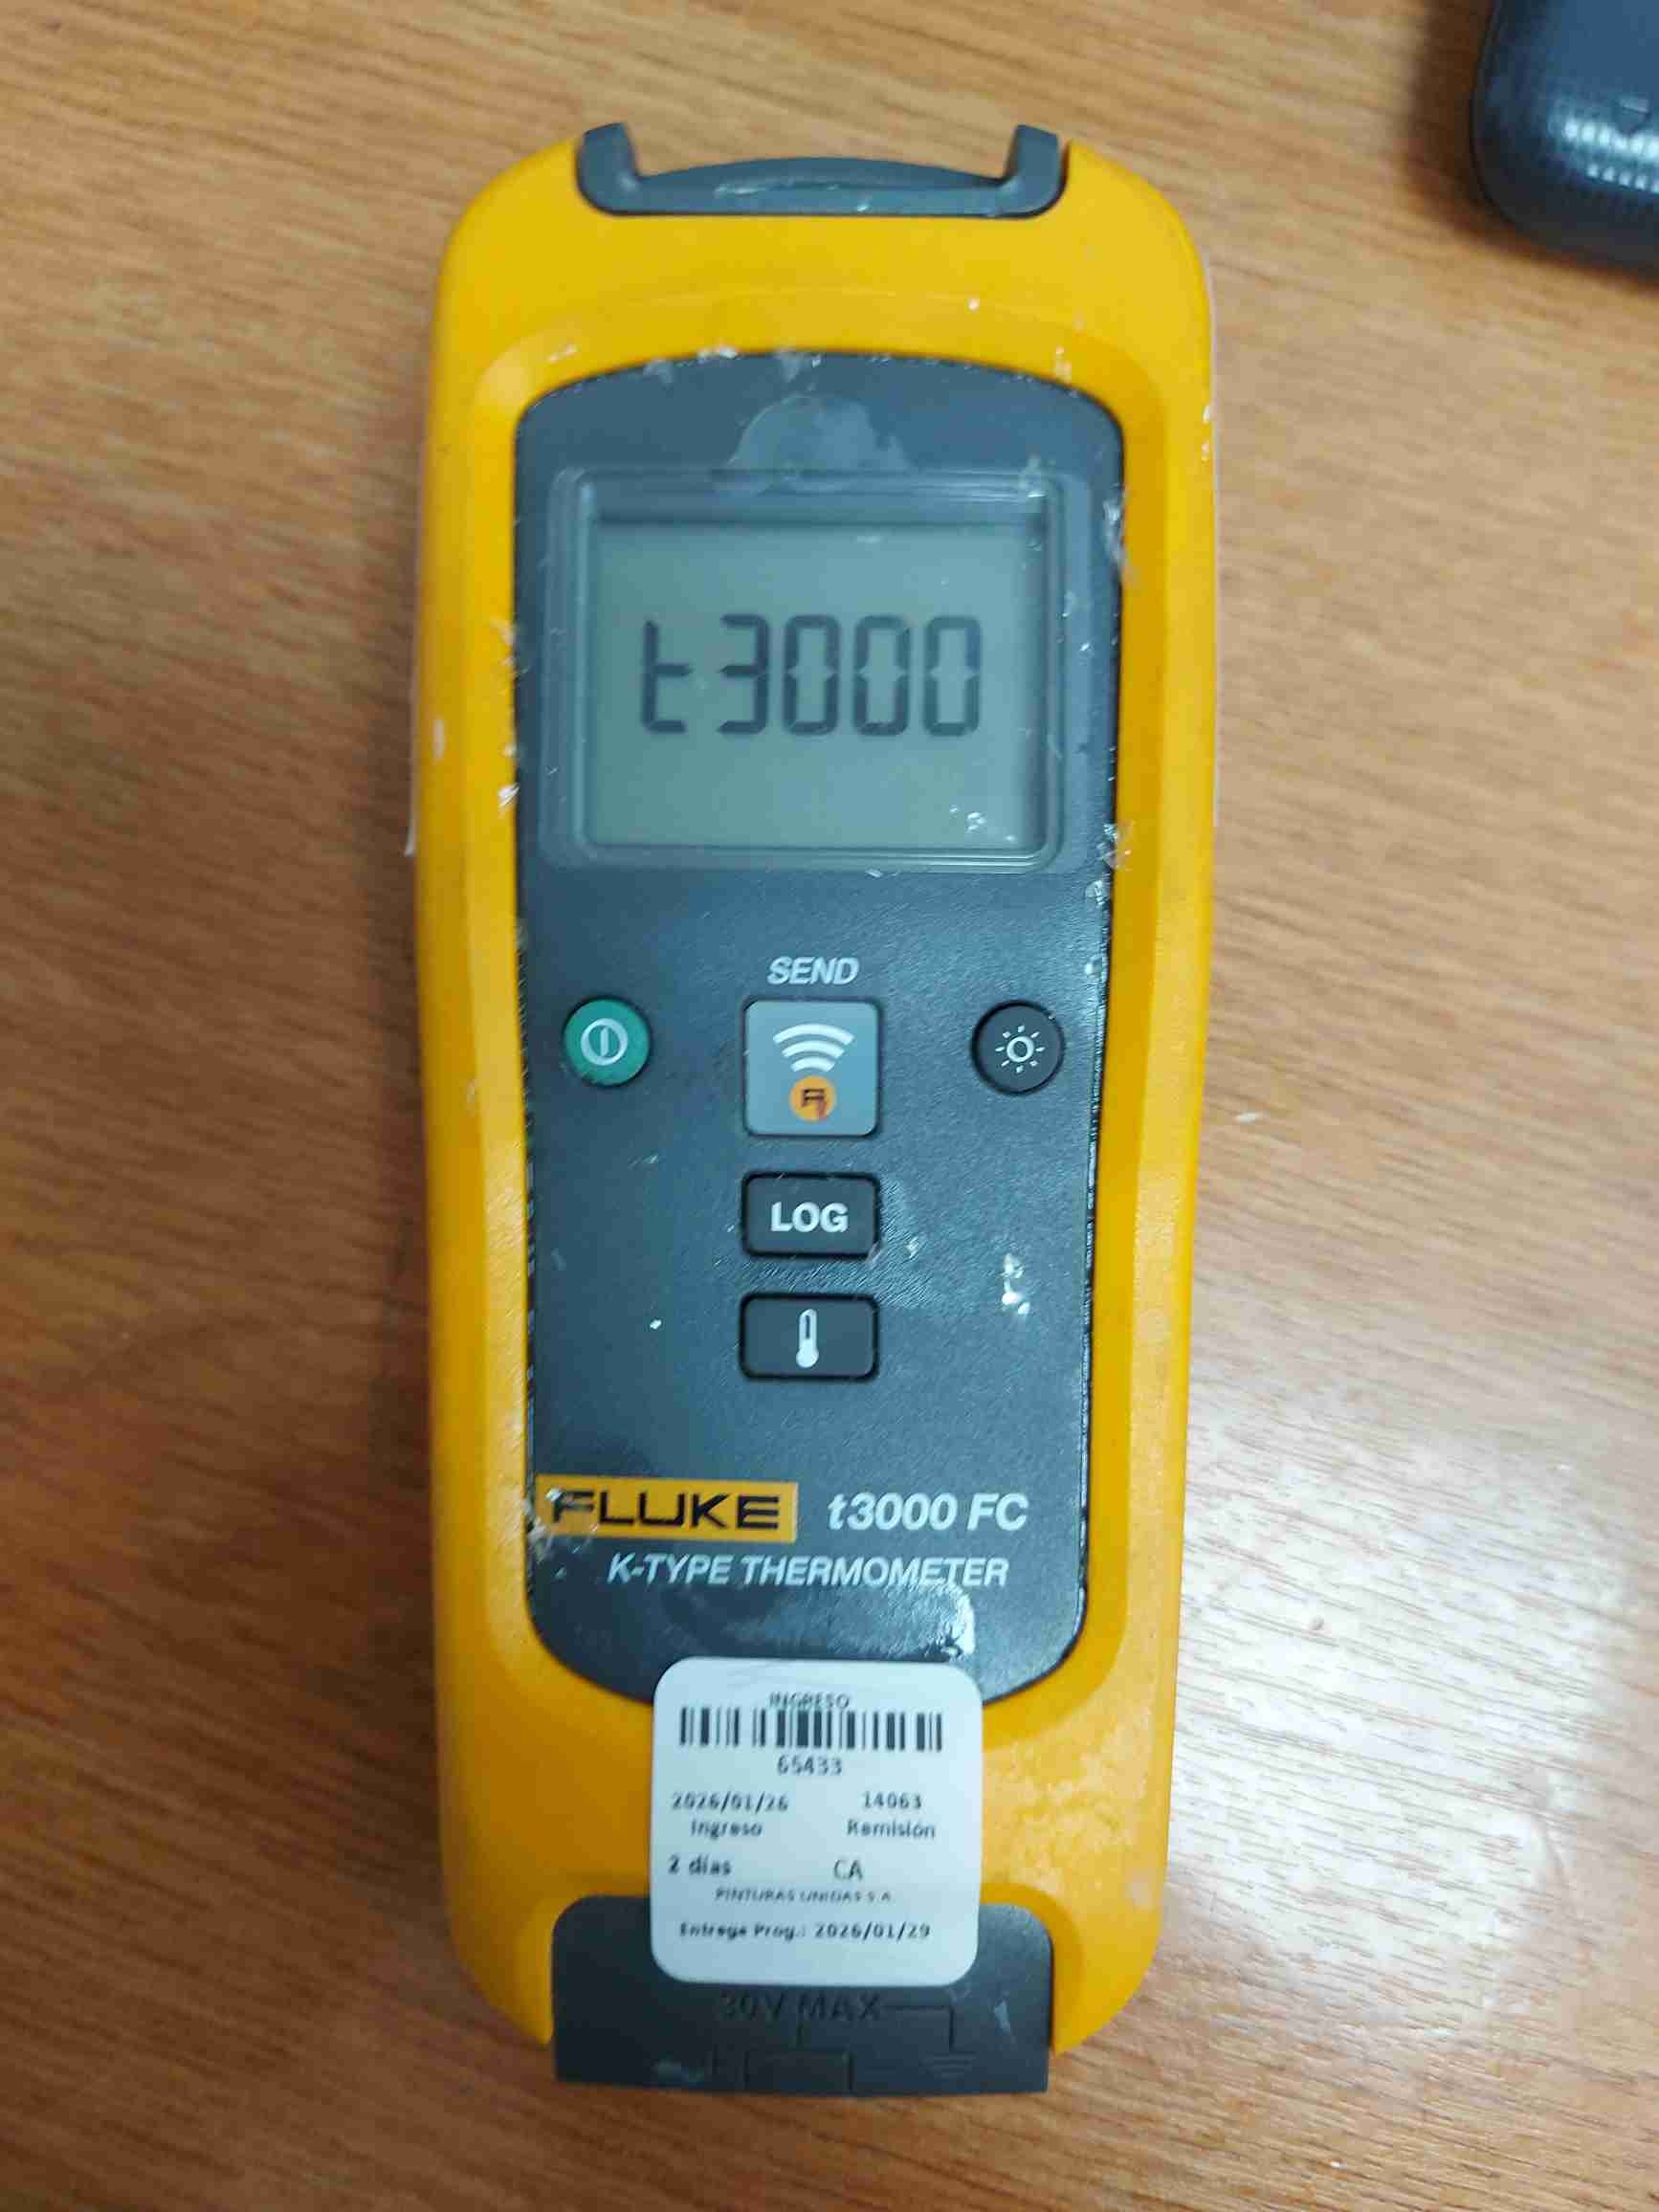 t3000
SEND
LOG
FLUKE t3000 FC
K-TYPE THERMOMETER
INGRESO
65433
2026/01/26 14063
Ingreso Remisión
2 días CA
PINTURAS UNIDAS S.A.
Entrega Prog.: 2026/01/29
30V MAX